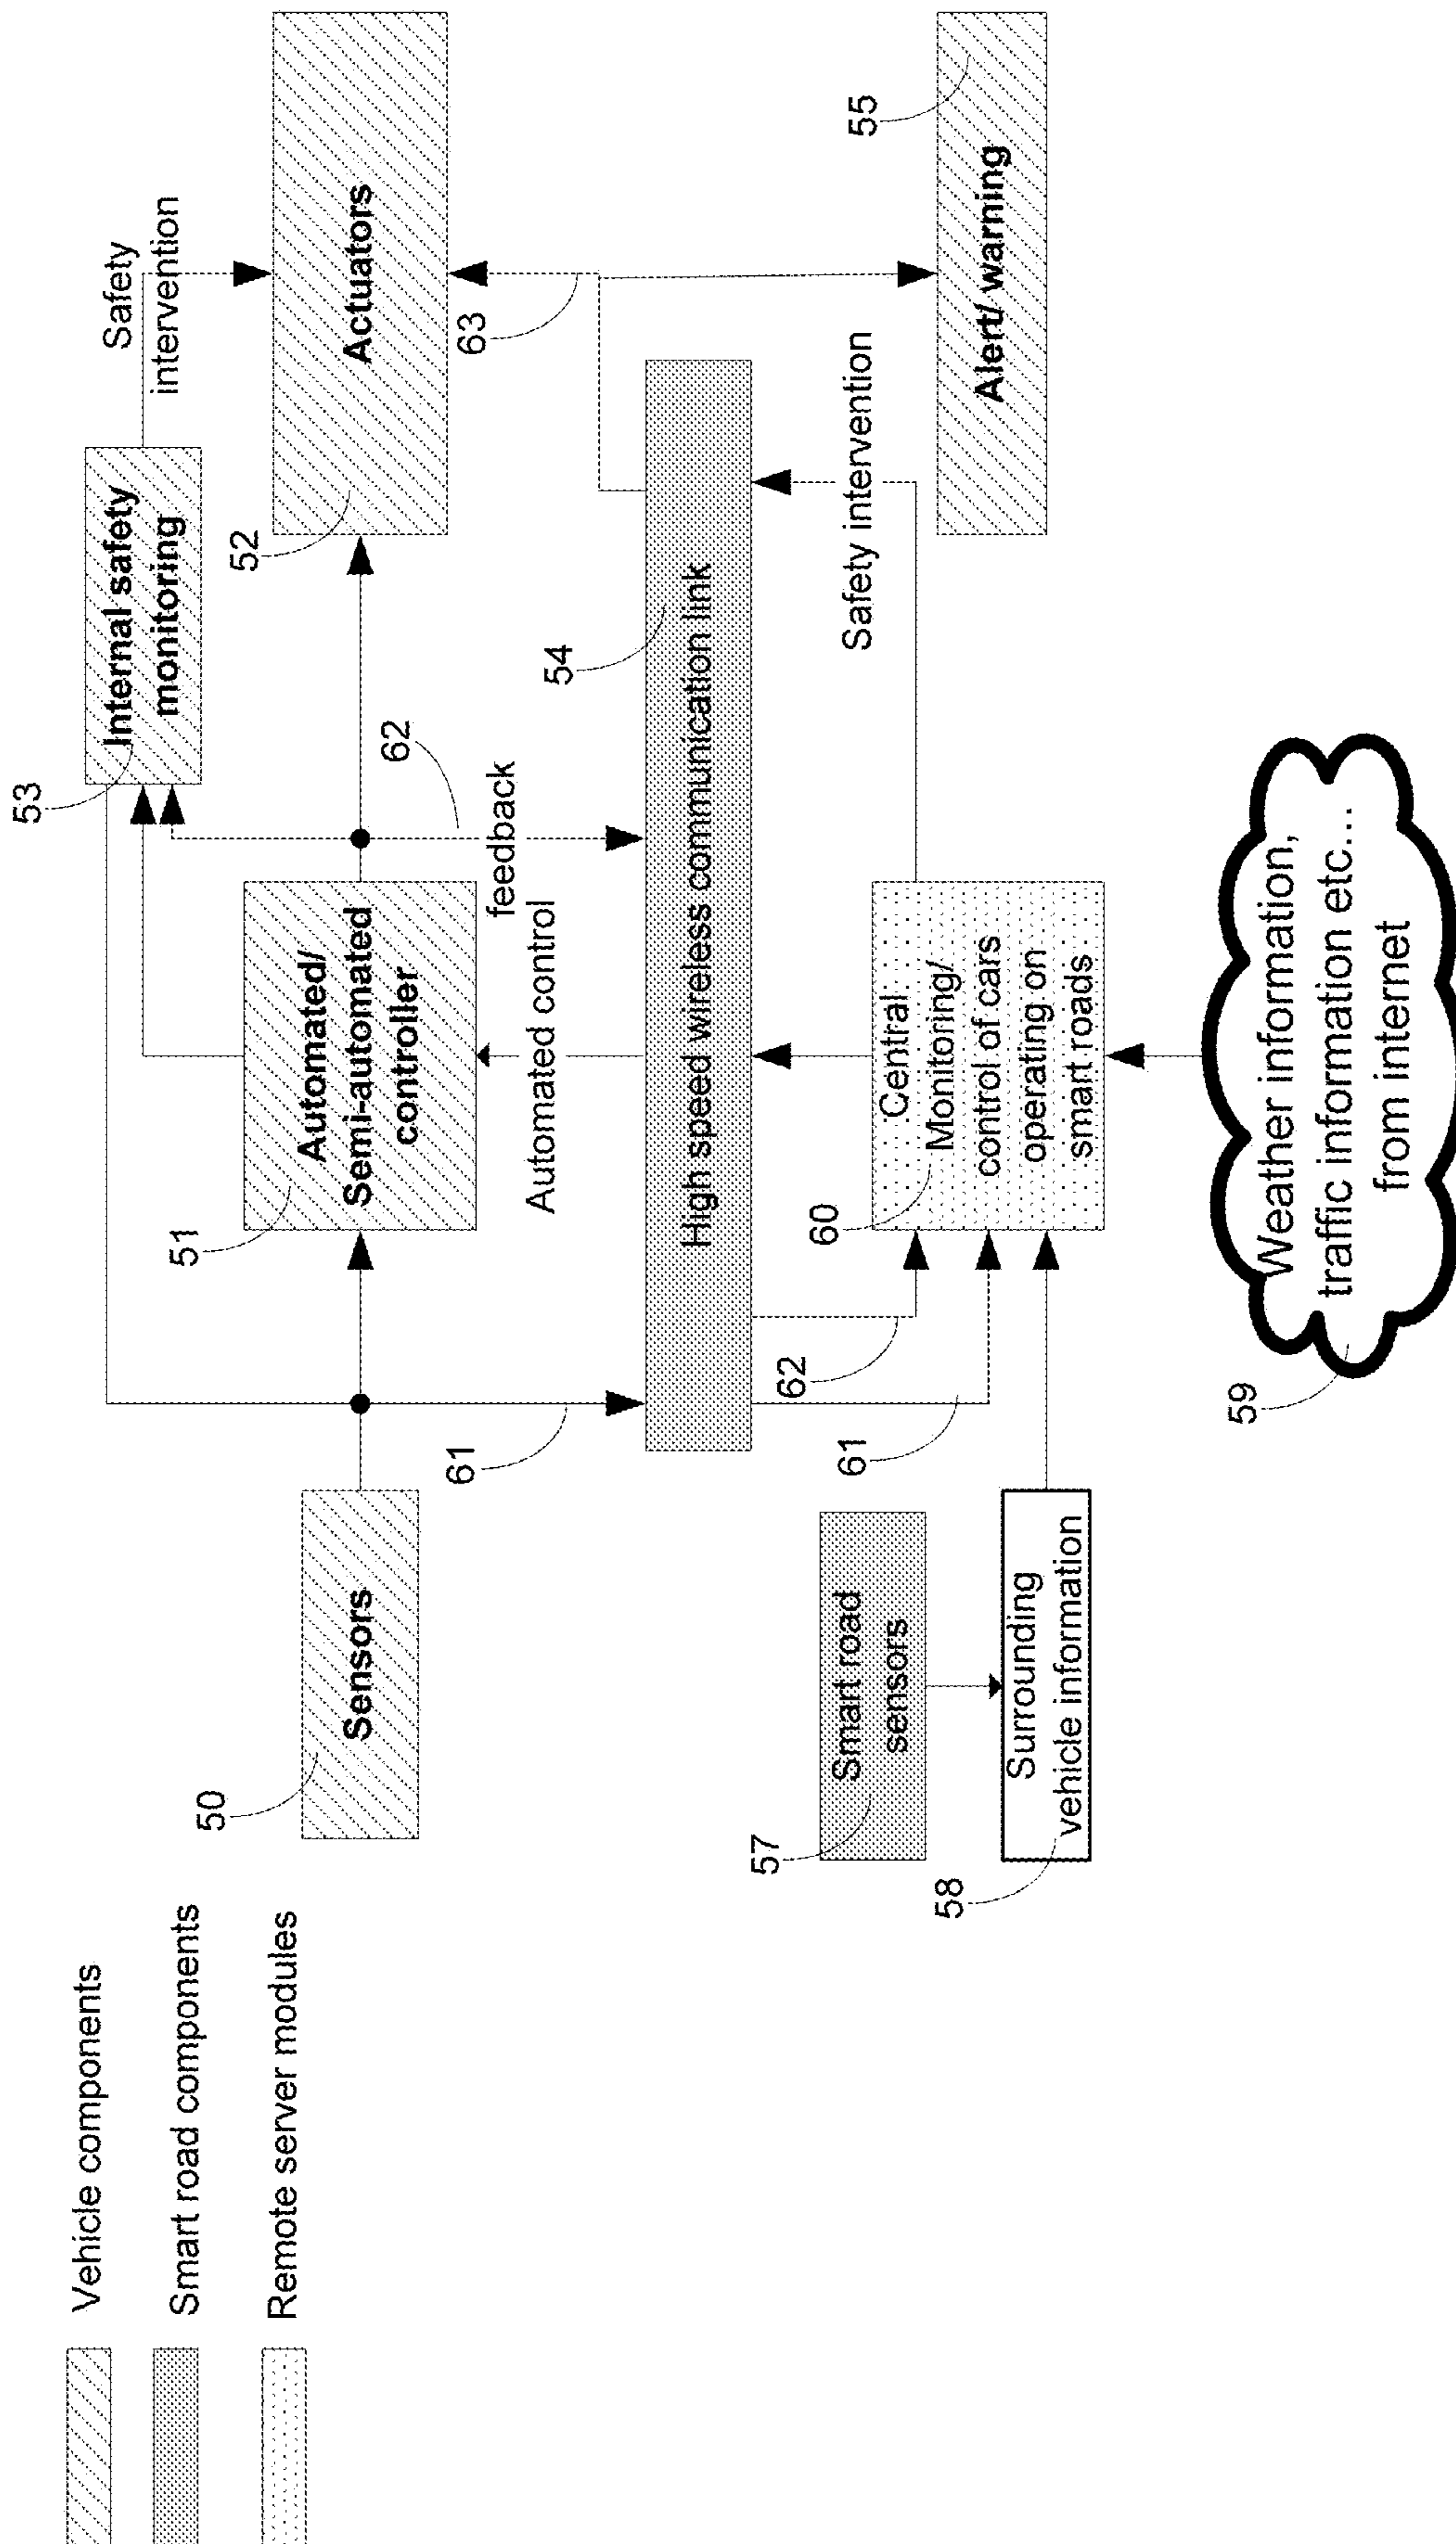 Vehicle components
Smart road components
Remote server modules
53
Internal safety
monitoring
Safety
intervention
50
Sensors
51
Automated/
Semi-automated
controller
52
Actuators
61
Automated control
feedback
62
63
54
High speed wireless communication link
57
Smart road
sensors
58
Surrounding
vehicle information
61
62
60
Central
Monitoring/
control of cars
operating on
smart roads
Safety intervention
55
Alert/ warning
59
Weather information,
traffic information etc...
from internet